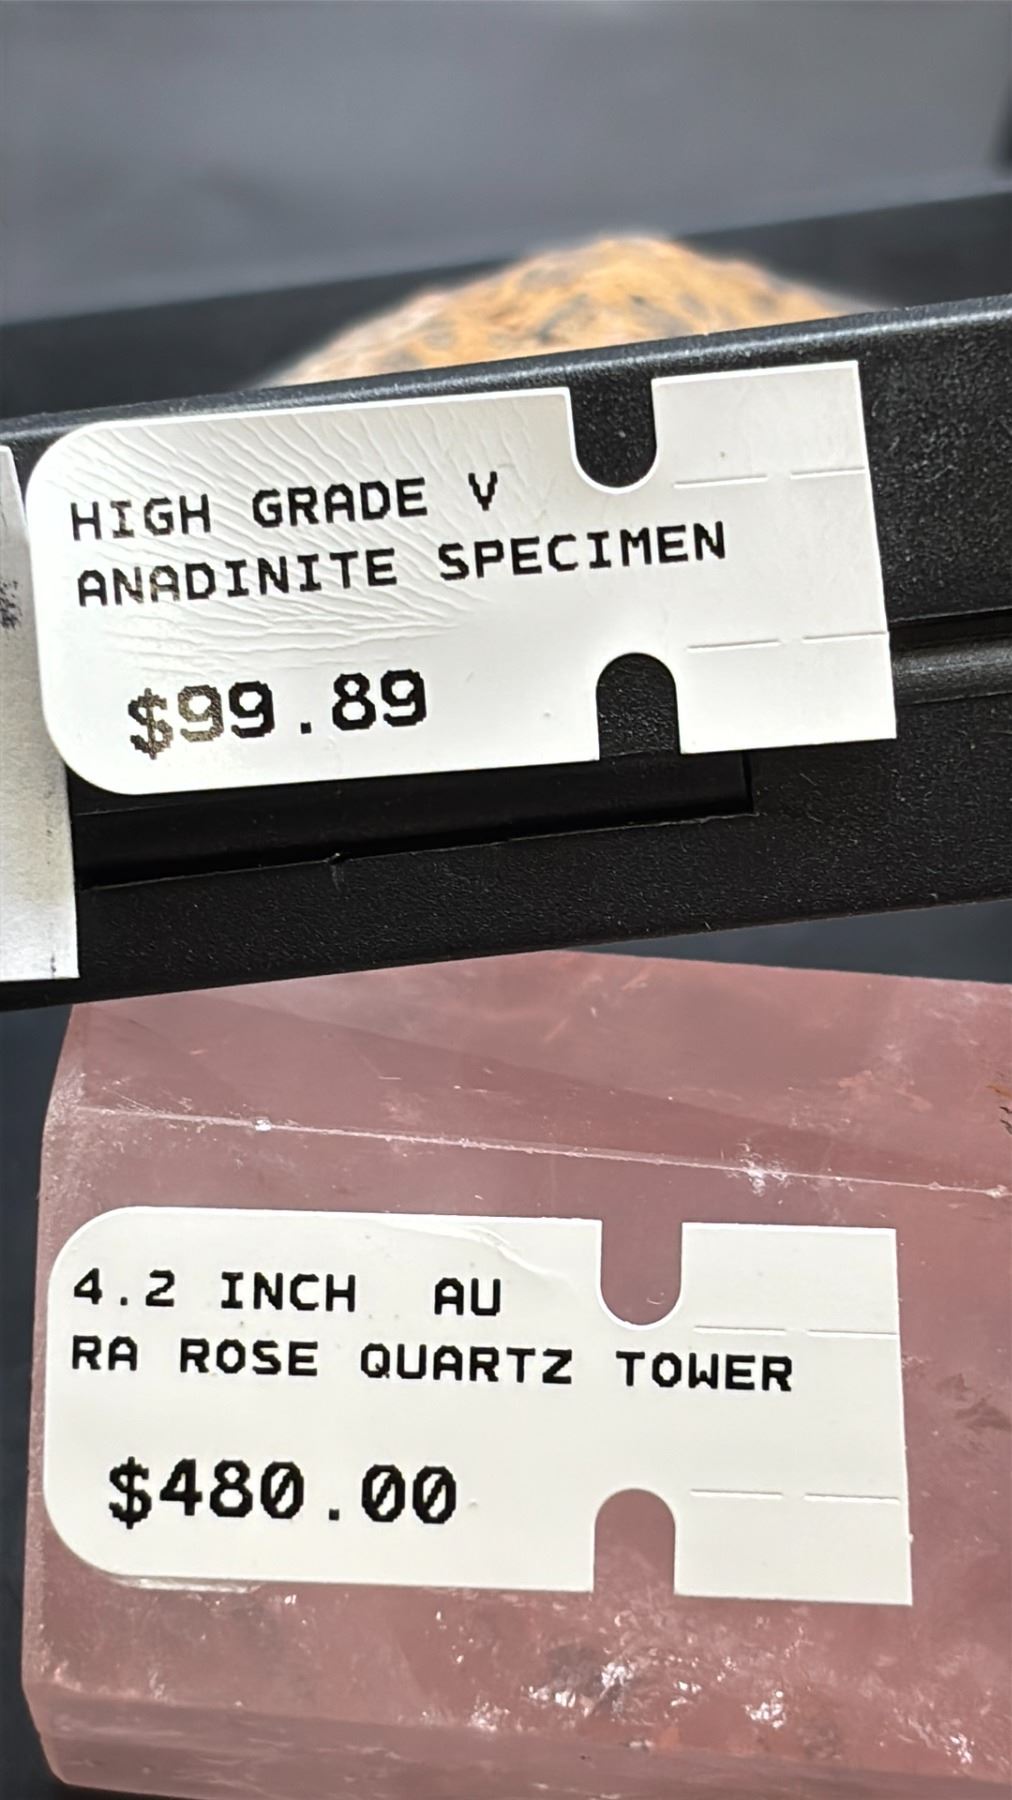 HIGH GRADE V
ANADINITE SPECIMEN
$99.89
4.2 INCH AU
RA ROSE QUARTZ TOWER
$480.00